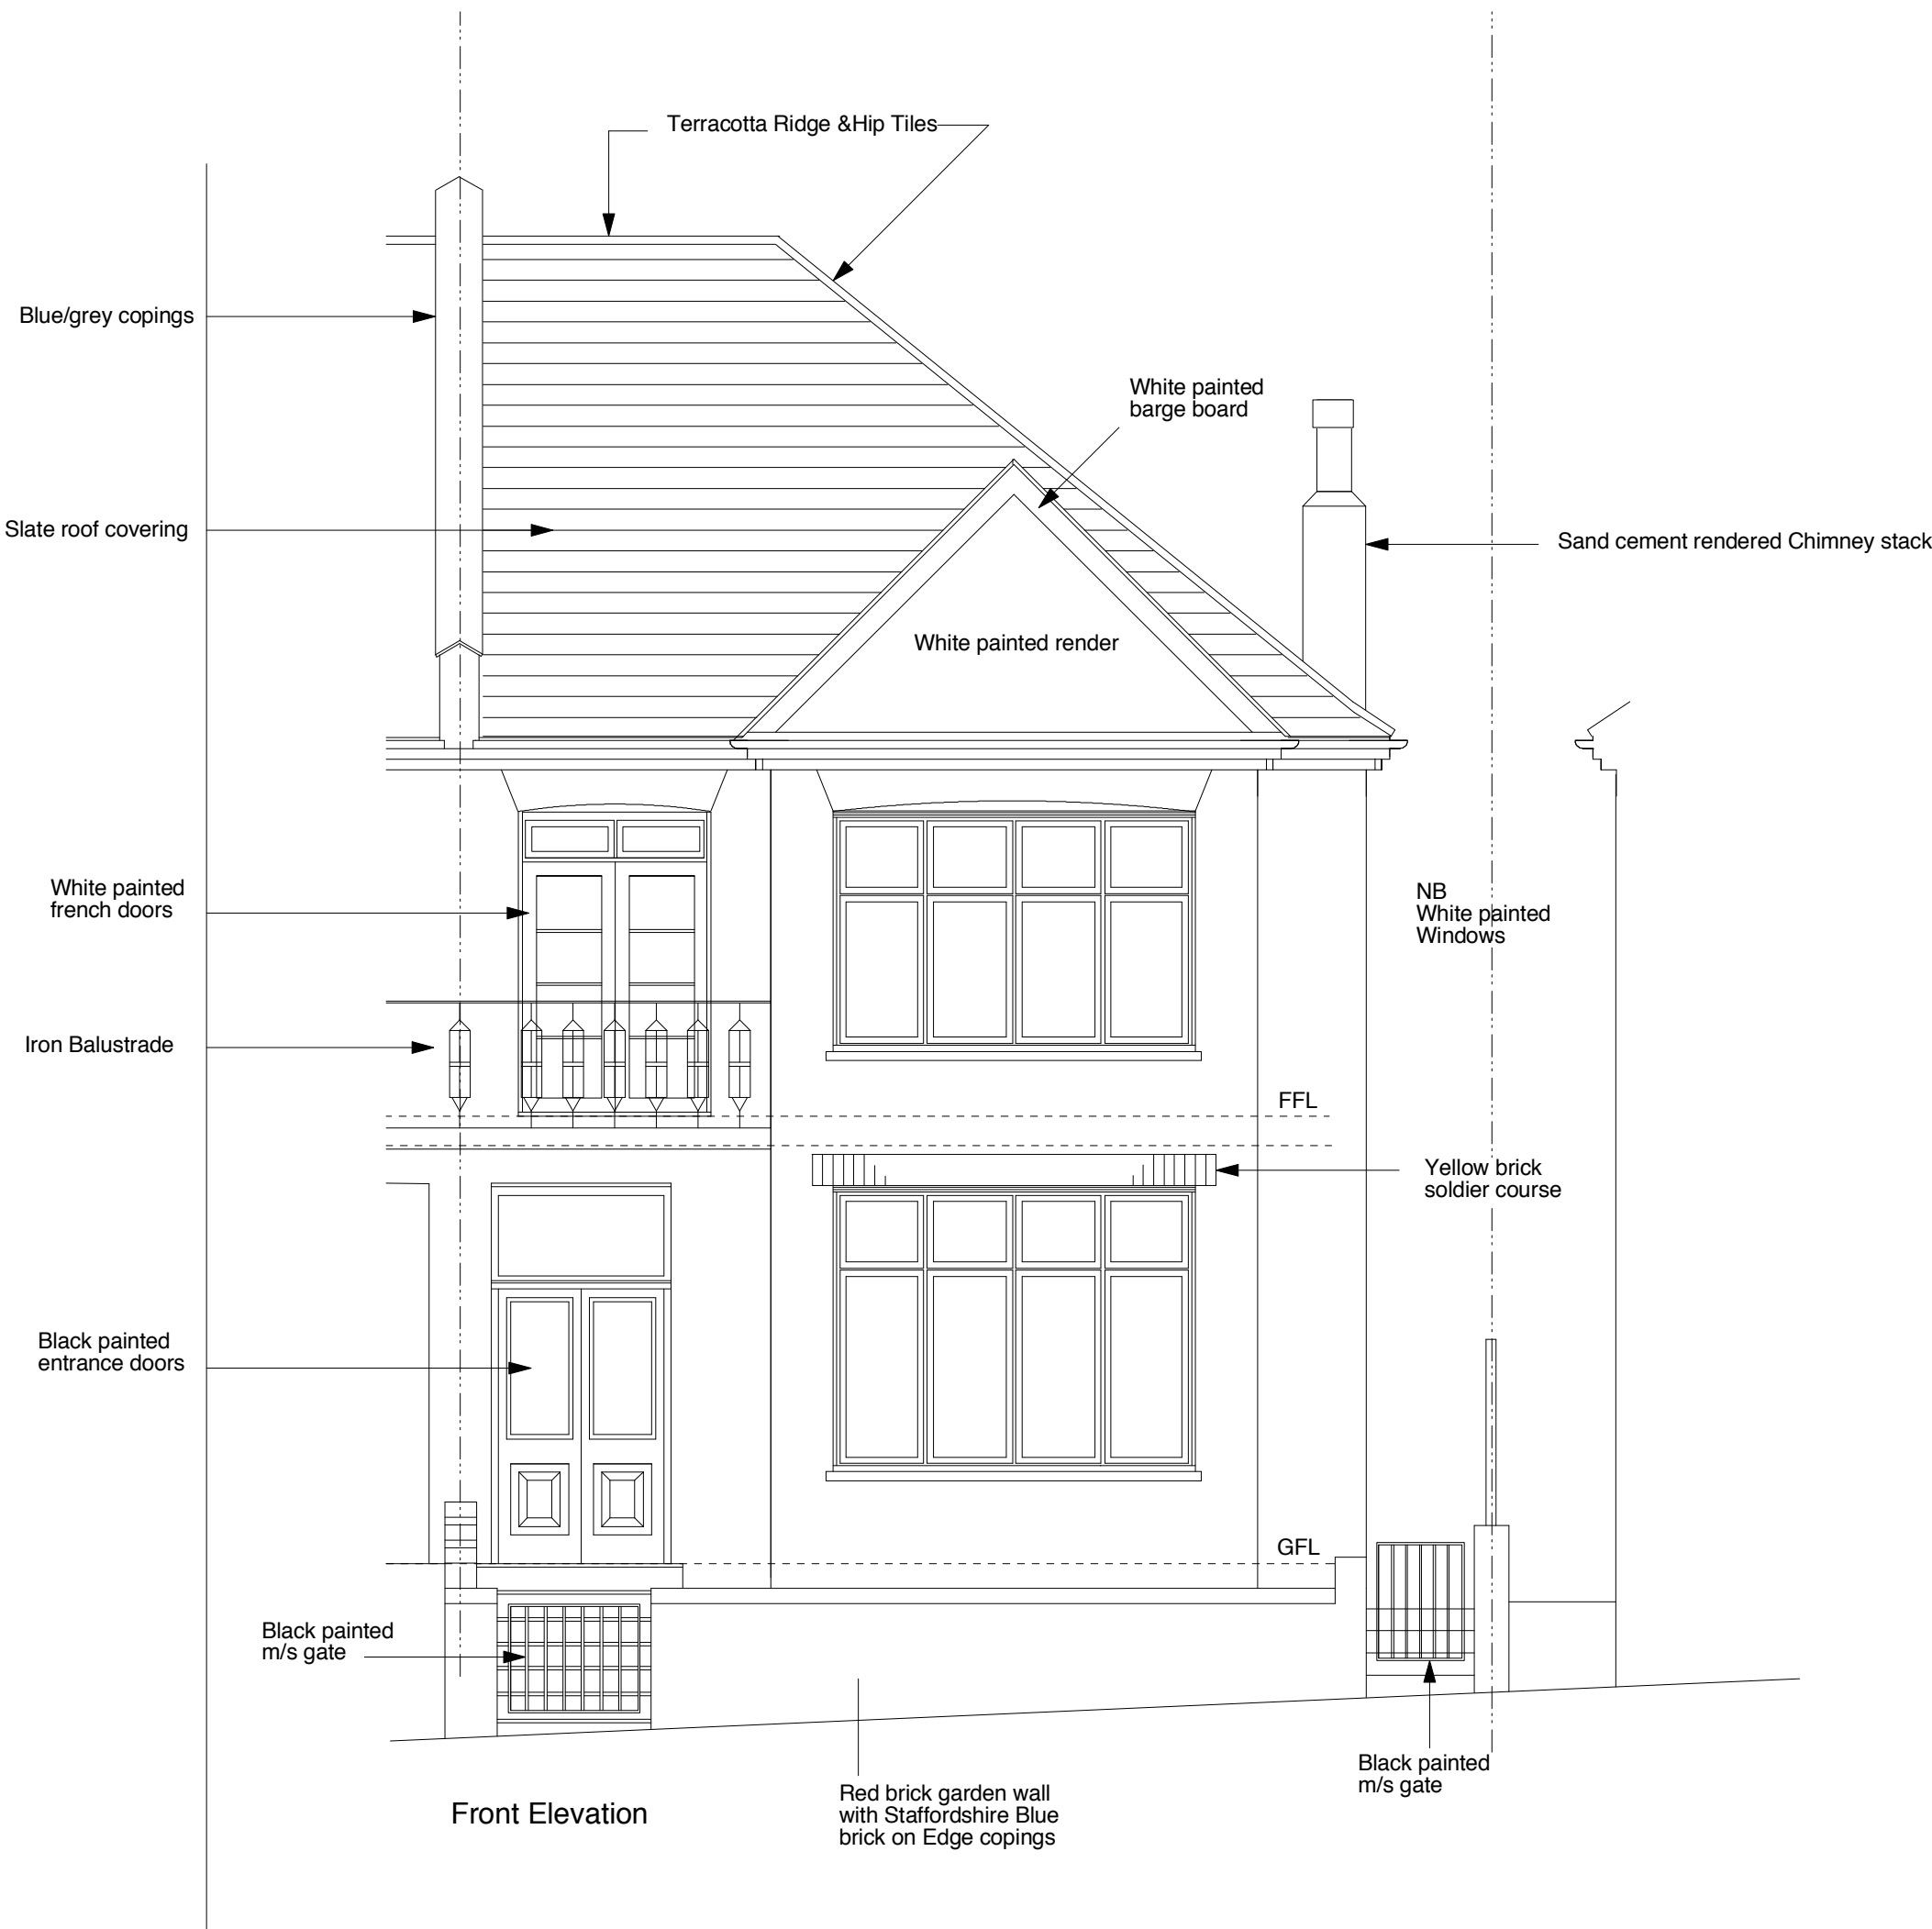 Terracotta Ridge &Hip Tiles
Blue/grey copings
White painted
barge board
Slate roof covering
Sand cement rendered Chimney stack
White painted render
White painted
french doors
NB
White painted
Windows
Iron Balustrade
FFL
Yellow brick
soldier course
Black painted
entrance doors
GFL
Black painted
m/s gate
Black painted
m/s gate
Red brick garden wall
with Staffordshire Blue
brick on Edge copings
Front Elevation